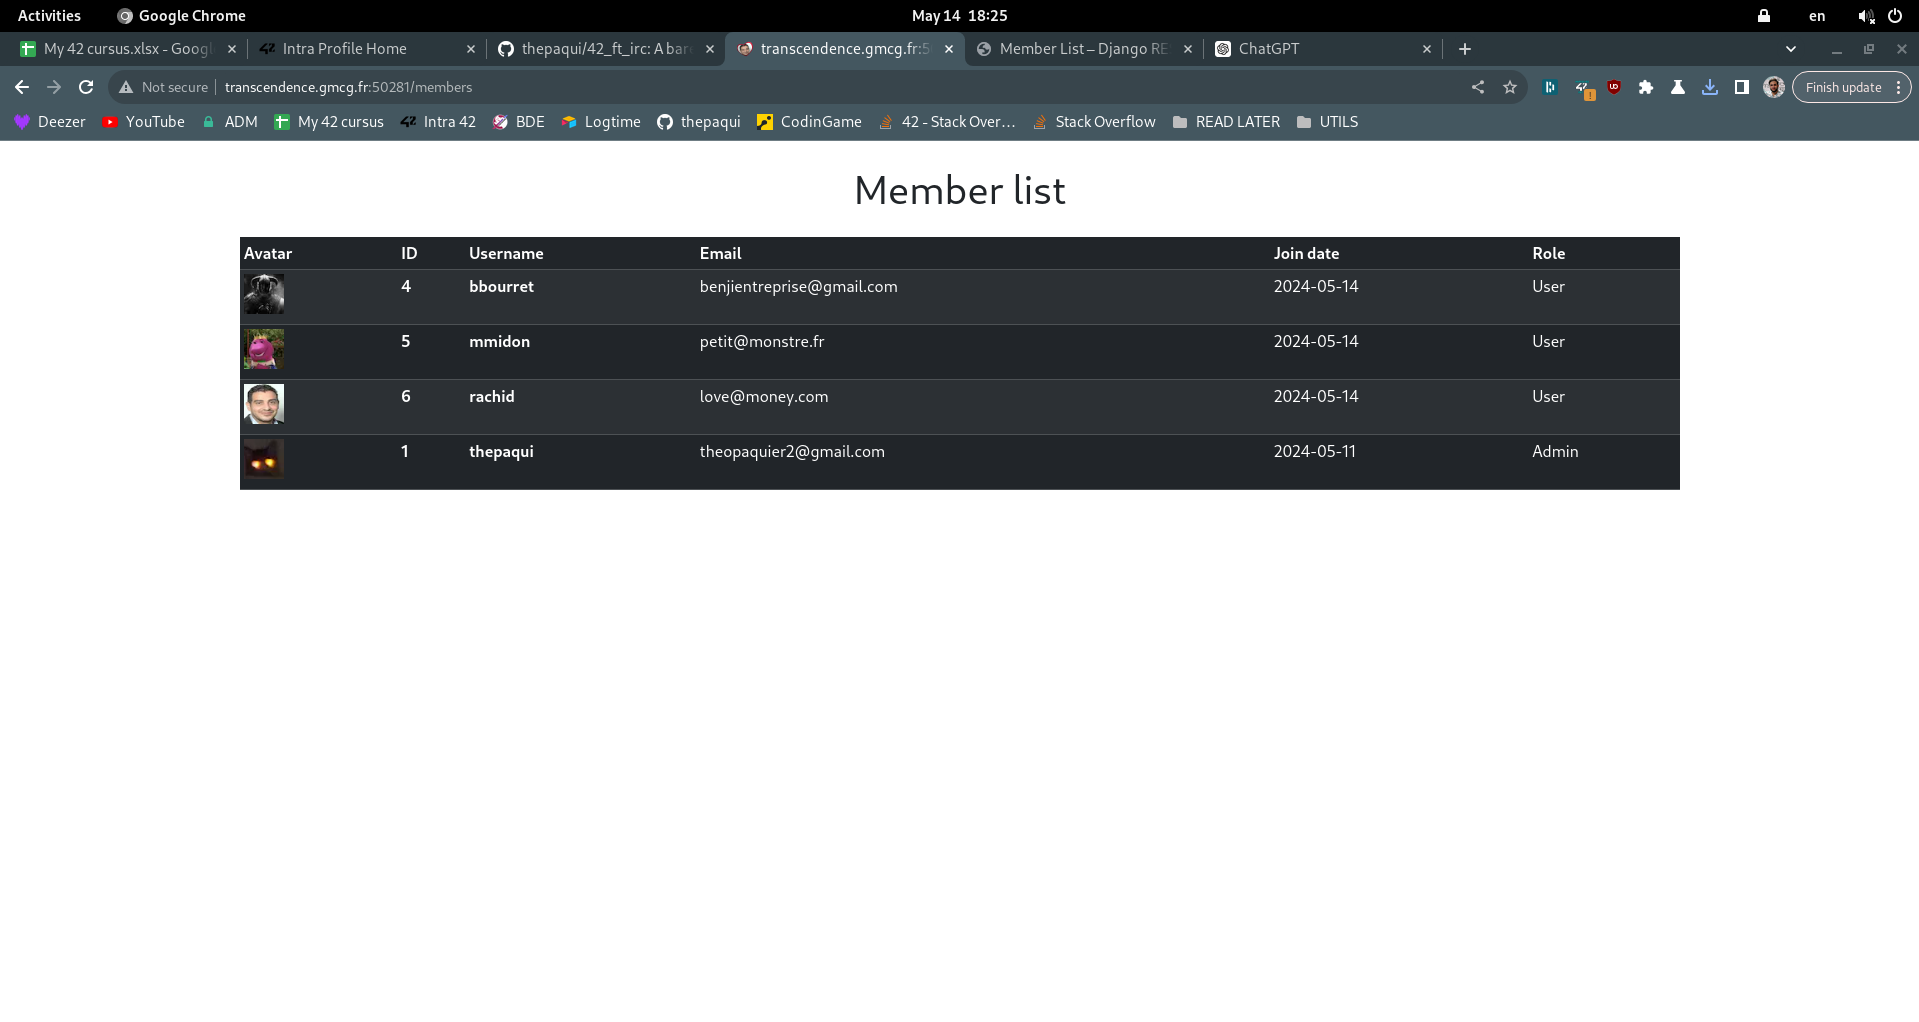 Activities Google Chrome May 14 18:25 en
My 42 cursus.xlsx - Googl Intra Profile Home thepaqui/42_ft_irc: A bare transcendence.gmcg.fr:50 Member List – Django RE ChatGPT
Not secure transcendence.gmcg.fr:50281/members Finish update
Deezer YouTube ADM My 42 cursus Intra 42 BDE Logtime thepaqui CodinGame 42 - Stack Over... Stack Overflow READ LATER UTILS
Member list
Avatar ID Username Email Join date Role
4 bbourret benjientreprise@gmail.com 2024-05-14 User
5 mmidon petit@monstre.fr 2024-05-14 User
6 rachid love@money.com 2024-05-14 User
1 thepaqui theopaquier2@gmail.com 2024-05-11 Admin